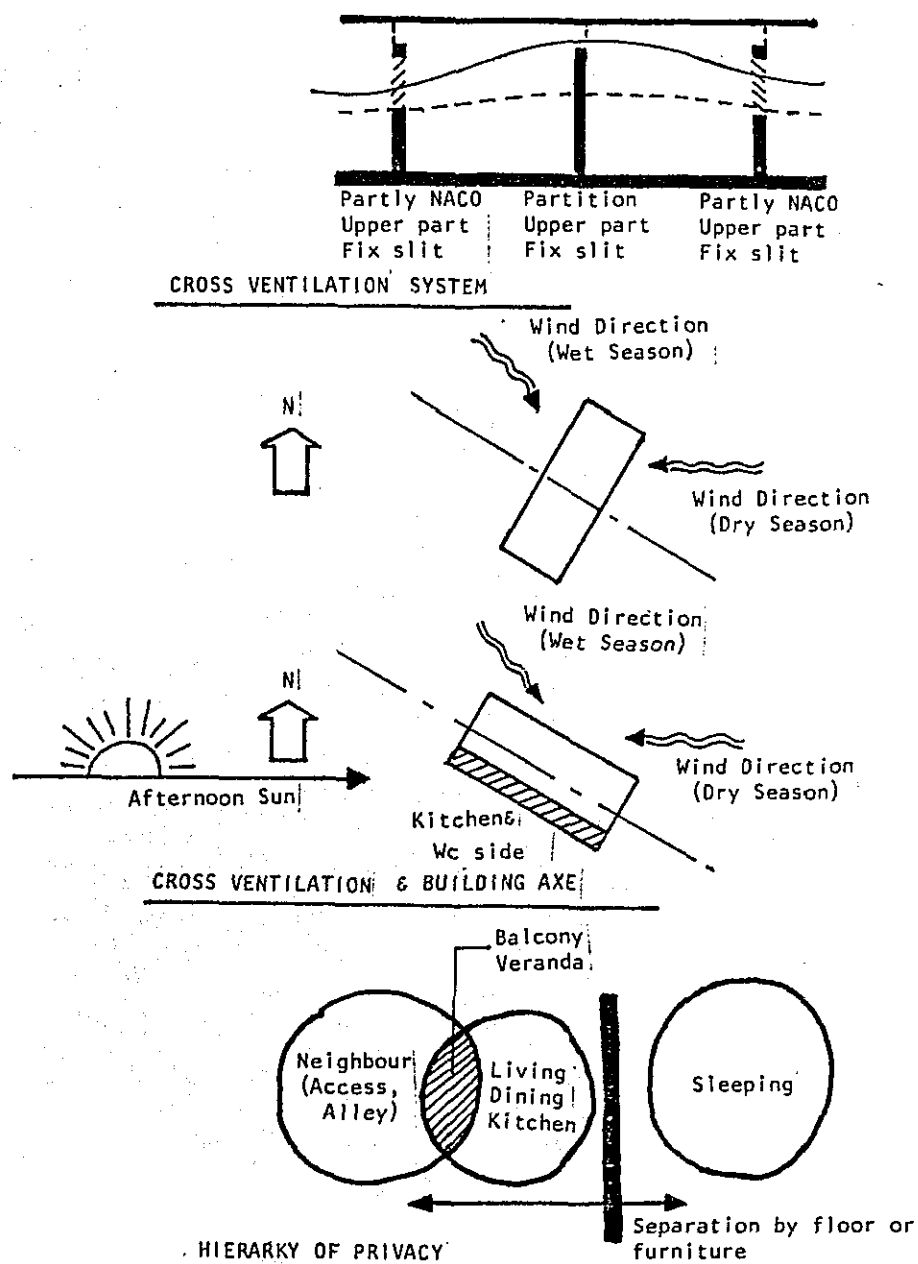 Partly NACO Partition Partly NACO
Upper part Upper part Upper part
Fix slit Fix slit Fix slit
CROSS VENTILATION SYSTEM
Wind Direction
(Wet Season)
N
Wind Direction
(Dry Season)
Wind Direction
(Wet Season)
N
Wind Direction
(Dry Season)
Afternoon Sun
Kitchen&
Wc side
CROSS VENTILATION & BUILDING AXE
Balcony
Veranda
Neighbour
(Access,
Alley)
Living
Dining
Kitchen
Sleeping
Separation by floor or
furniture
HIERARKY OF PRIVACY